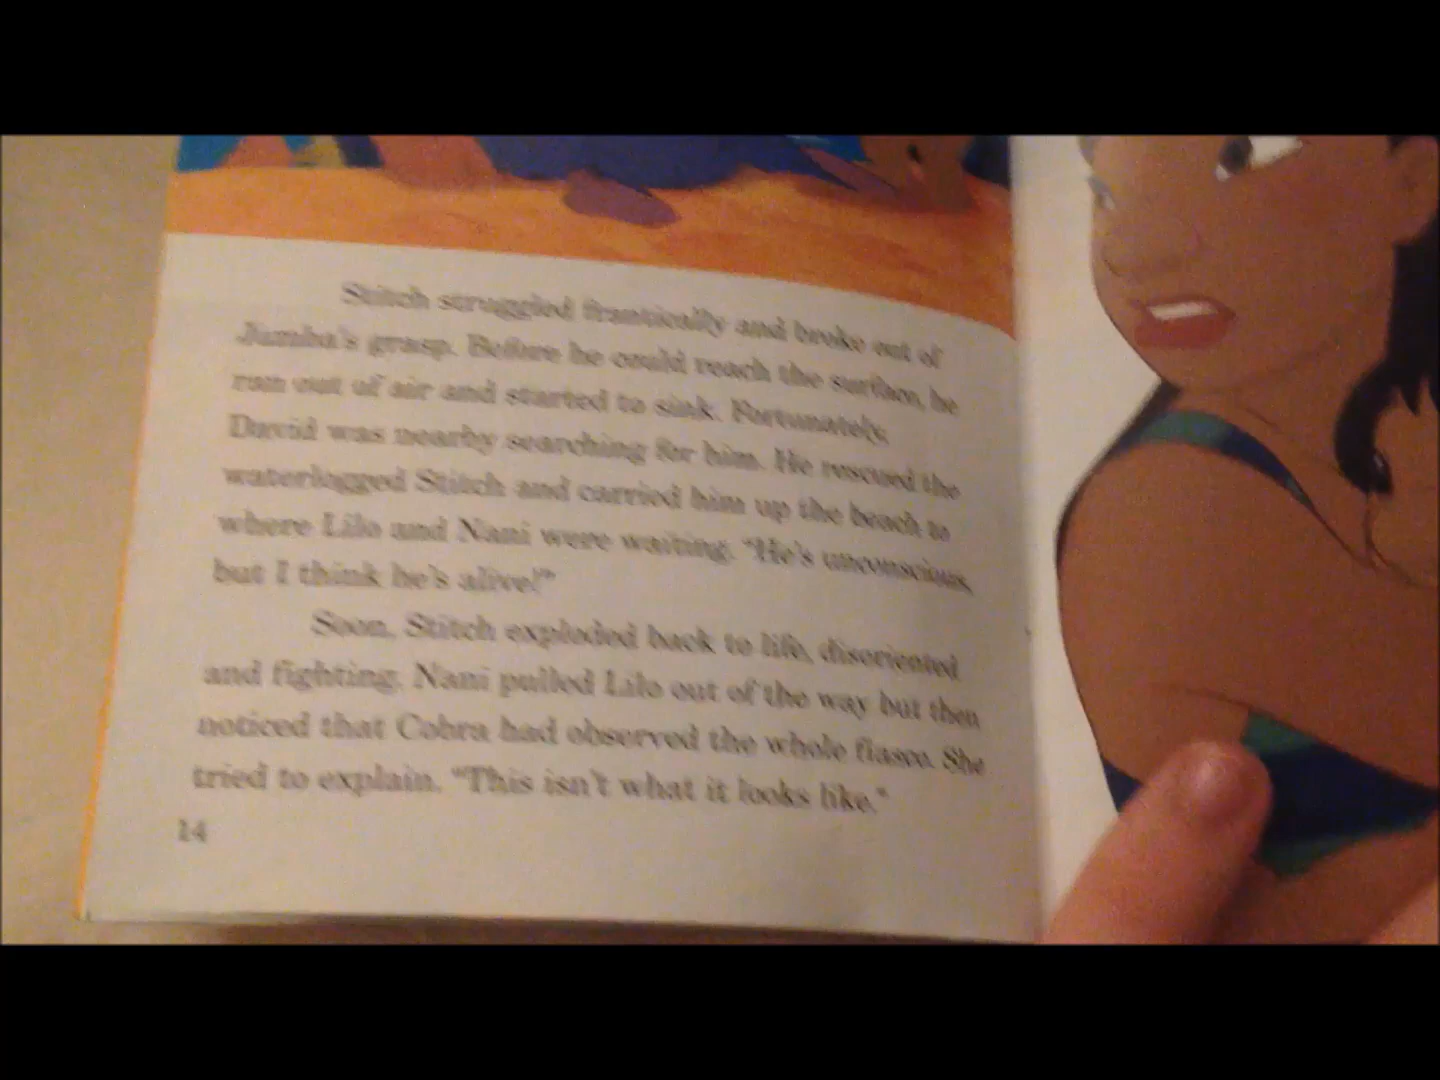 Stitch struggled frantically and broke out of
Jumba's grasp. Before he could reach the surface, he
ran out of air and started to sink. Fortunately,
David was nearby searching for him. He rescued the
waterlogged Stitch and carried him up the beach to
where Lilo and Nani were waiting. "He's unconscious,
but I think he's alive!"
Soon, Stitch exploded back to life, disoriented
and fighting. Nani pulled Lilo out of the way but then
noticed that Cobra had observed the whole fiasco. She
tried to explain. "This isn't what it looks like."
14